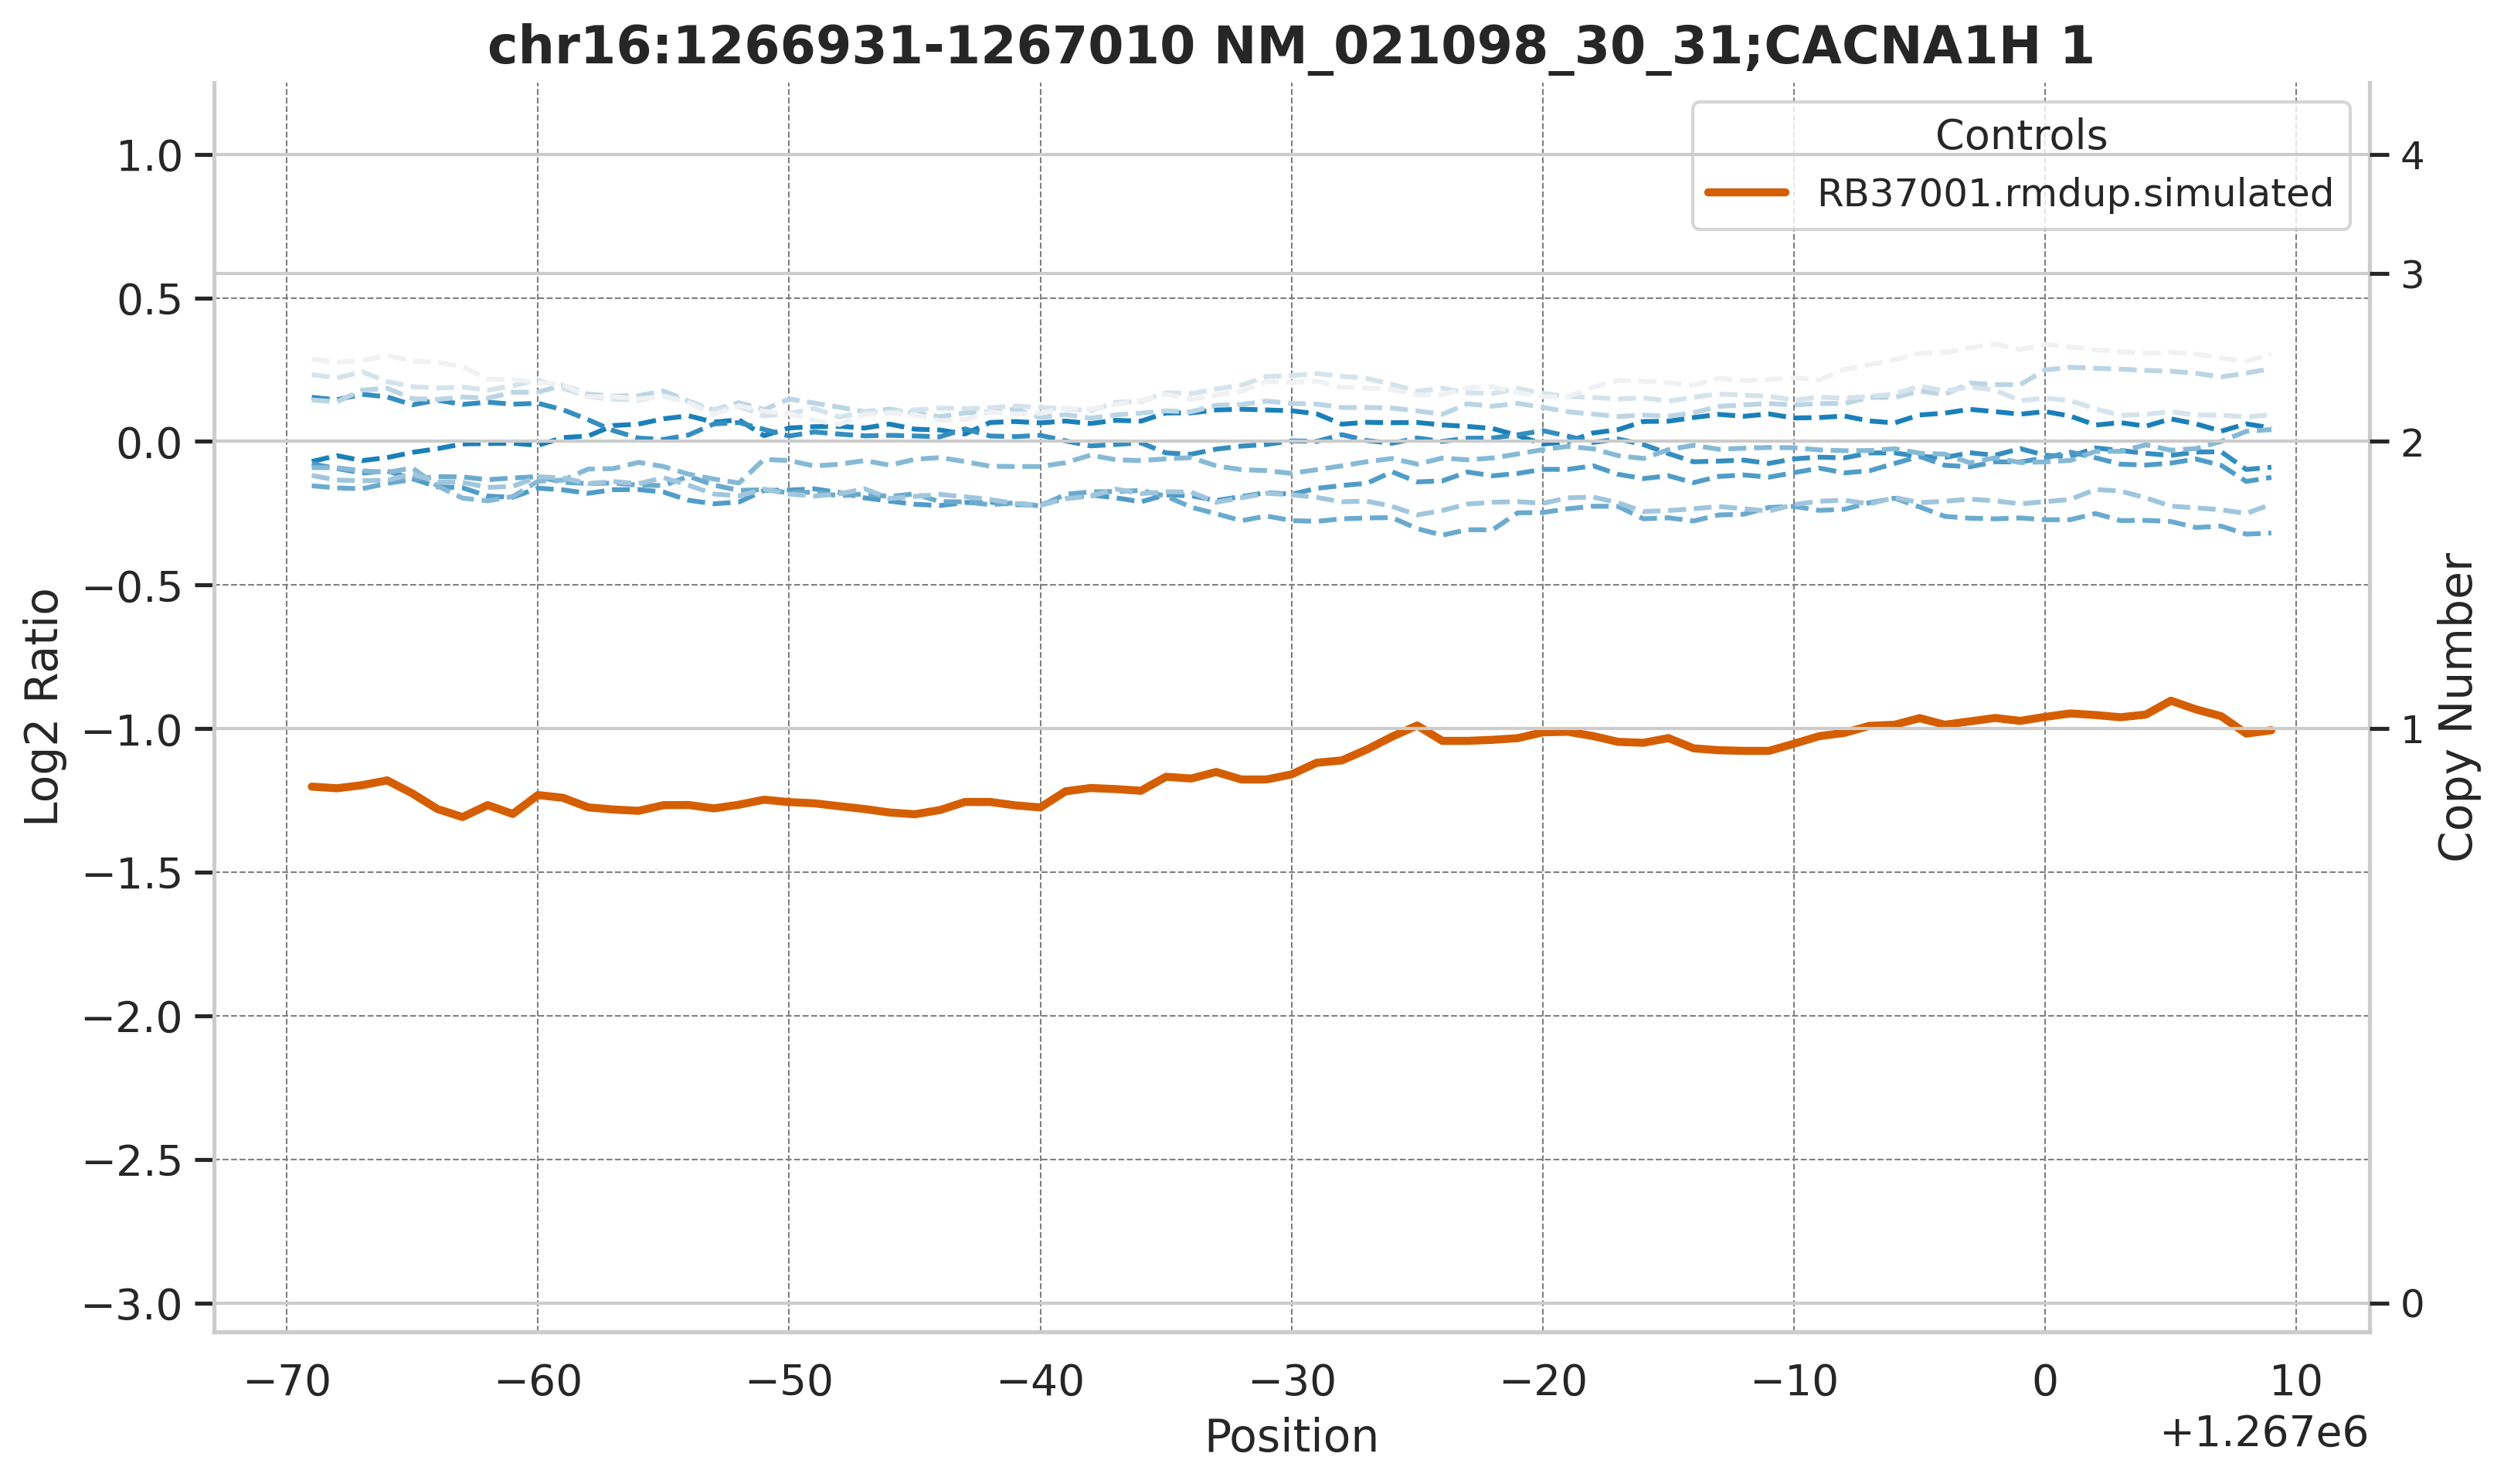 chr16:1266931-1267010 NM_021098_30_31;CACNA1H 1
Controls
RB37001.rmdup.simulated
Log2 Ratio
1.0
0.5
0.0
−0.5
−1.0
−1.5
−2.0
−2.5
−3.0
Copy Number
4
3
2
1
0
−70 −60 −50 −40 −30 −20 −10 0 10
Position
+1.267e6